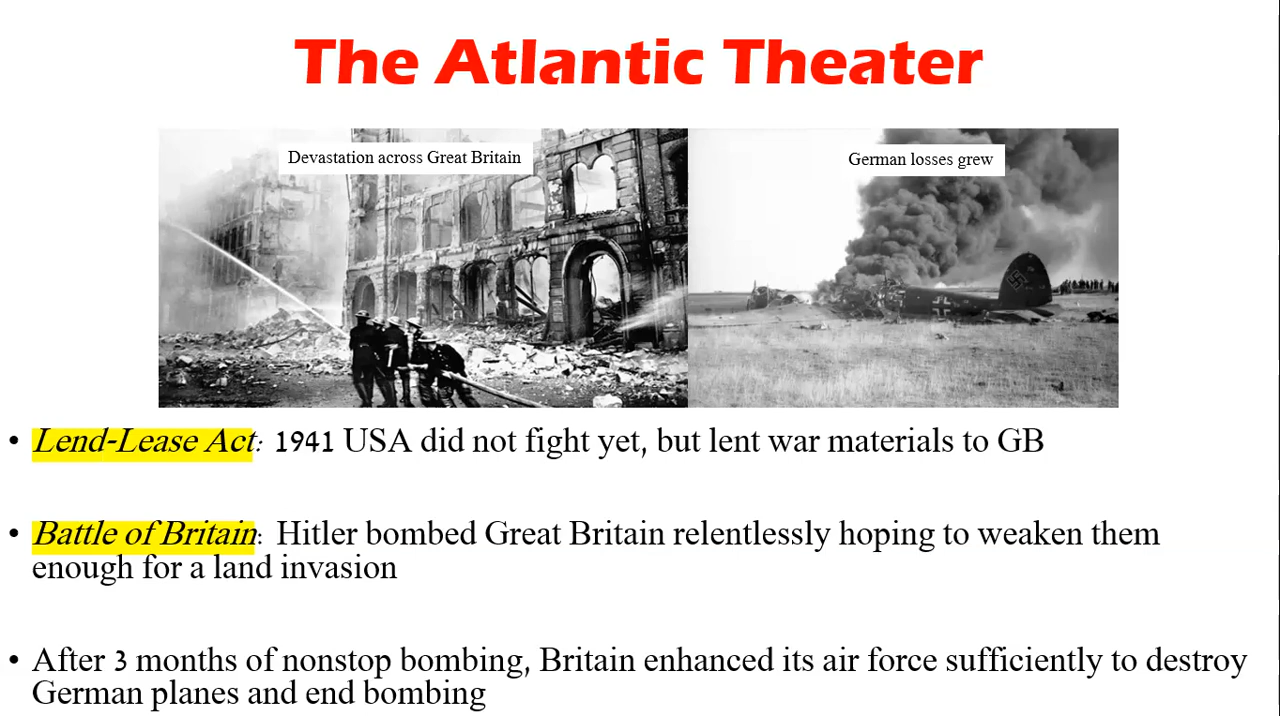 The Atlantic Theater
Devastation across Great Britain
German losses grew
• Lend-Lease Act: 1941 USA did not fight yet, but lent war materials to GB
• Battle of Britain: Hitler bombed Great Britain relentlessly hoping to weaken them
enough for a land invasion
• After 3 months of nonstop bombing, Britain enhanced its air force sufficiently to destroy
German planes and end bombing